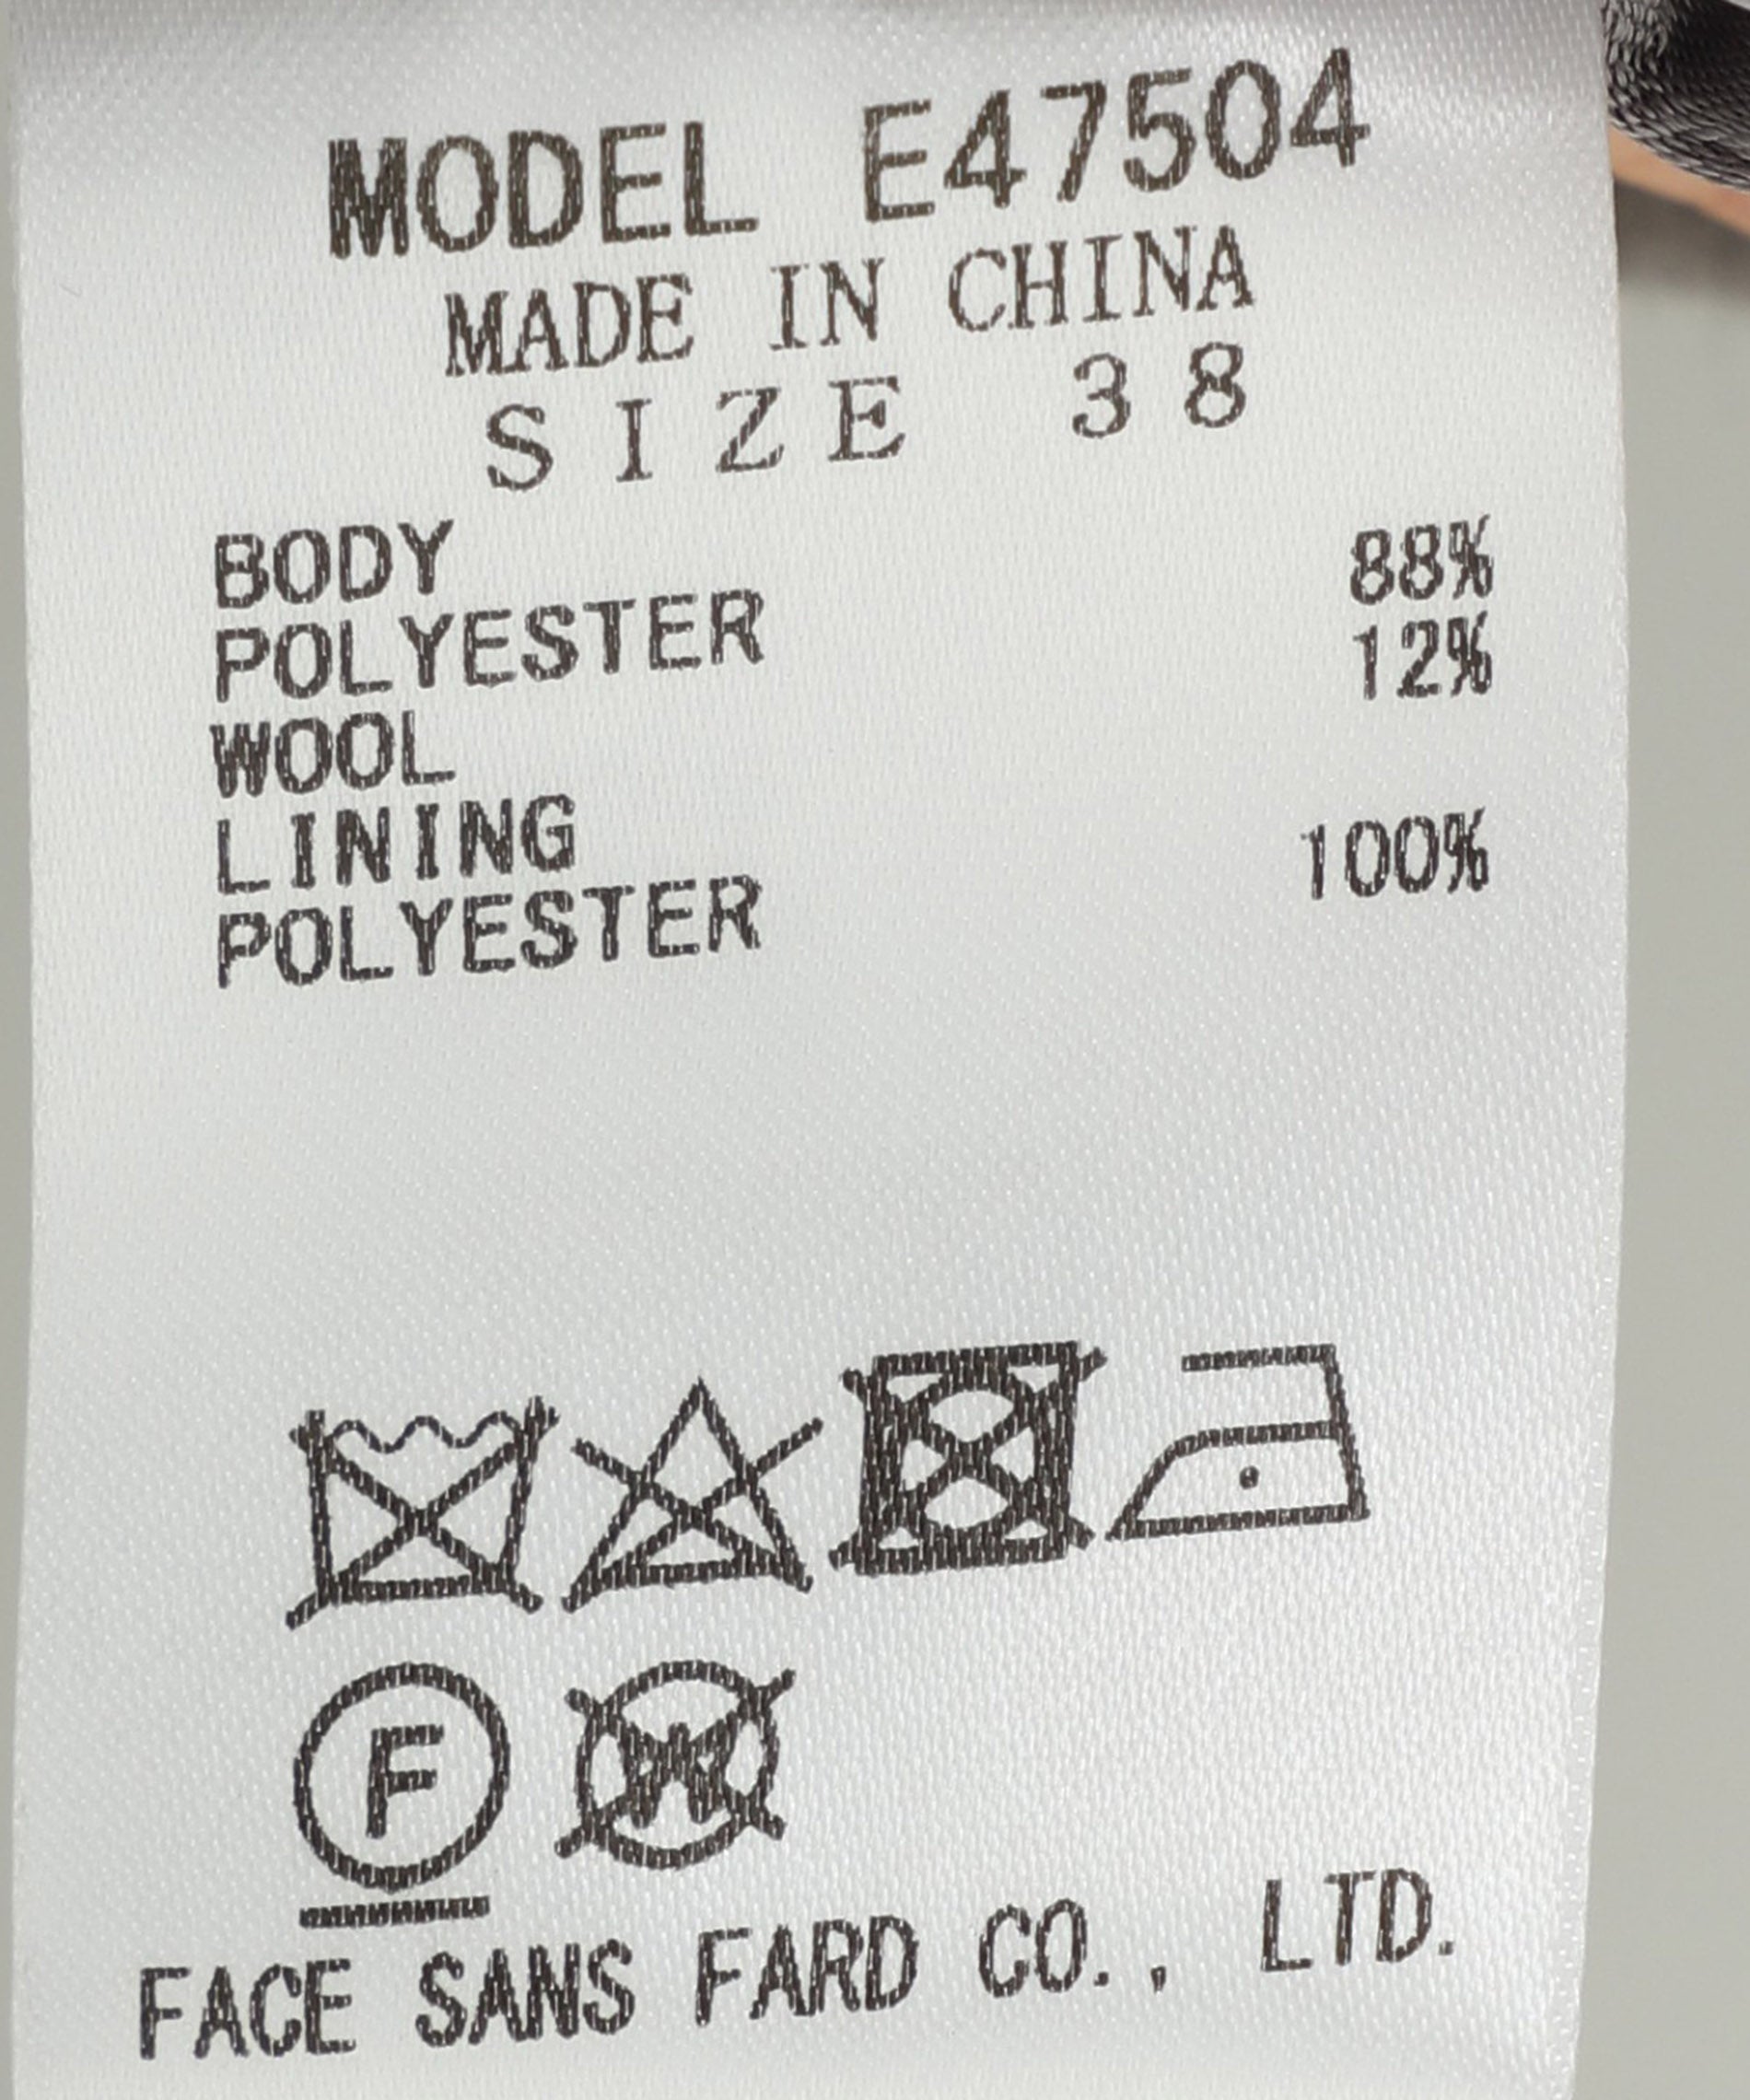 MODEL E47504
MADE IN CHINA
SIZE 38
BODY
POLYESTER 88%
WOOL 12%
LINING
POLYESTER 100%
F W
FACE SANS FARD CO., LTD.